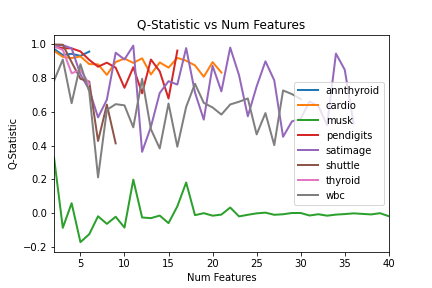 Q-Statistic vs Num Features
Q-Statistic
1.0
0.8
0.6
0.4
0.2
0.0
−0.2
5
10
15
20
25
30
35
40
Num Features
annthyroid
cardio
musk
pendigits
satimage
shuttle
thyroid
wbc